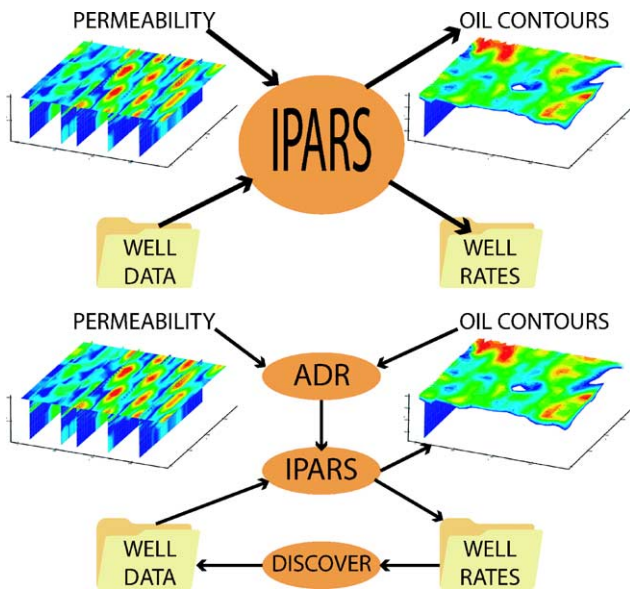 PERMEABILITY
OIL CONTOURS
IPARS
WELL
DATA
WELL
RATES
PERMEABILITY
OIL CONTOURS
ADR
IPARS
WELL
DATA
DISCOVER
WELL
RATES